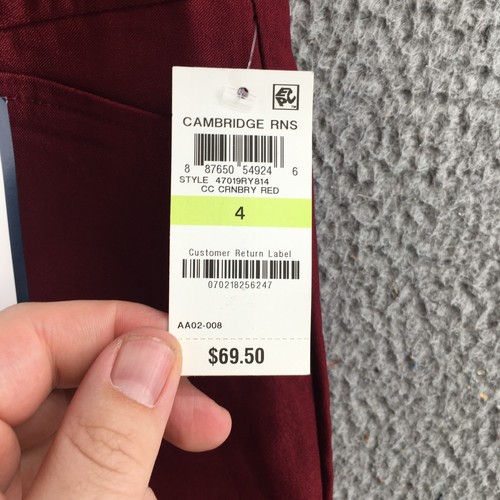 CAMBRIDGE RNS
8 87650 54924 6
STYLE 47019RY814
CC CRNBRY RED
4
Customer Return Label
070218256247
AA02-008
$69.50